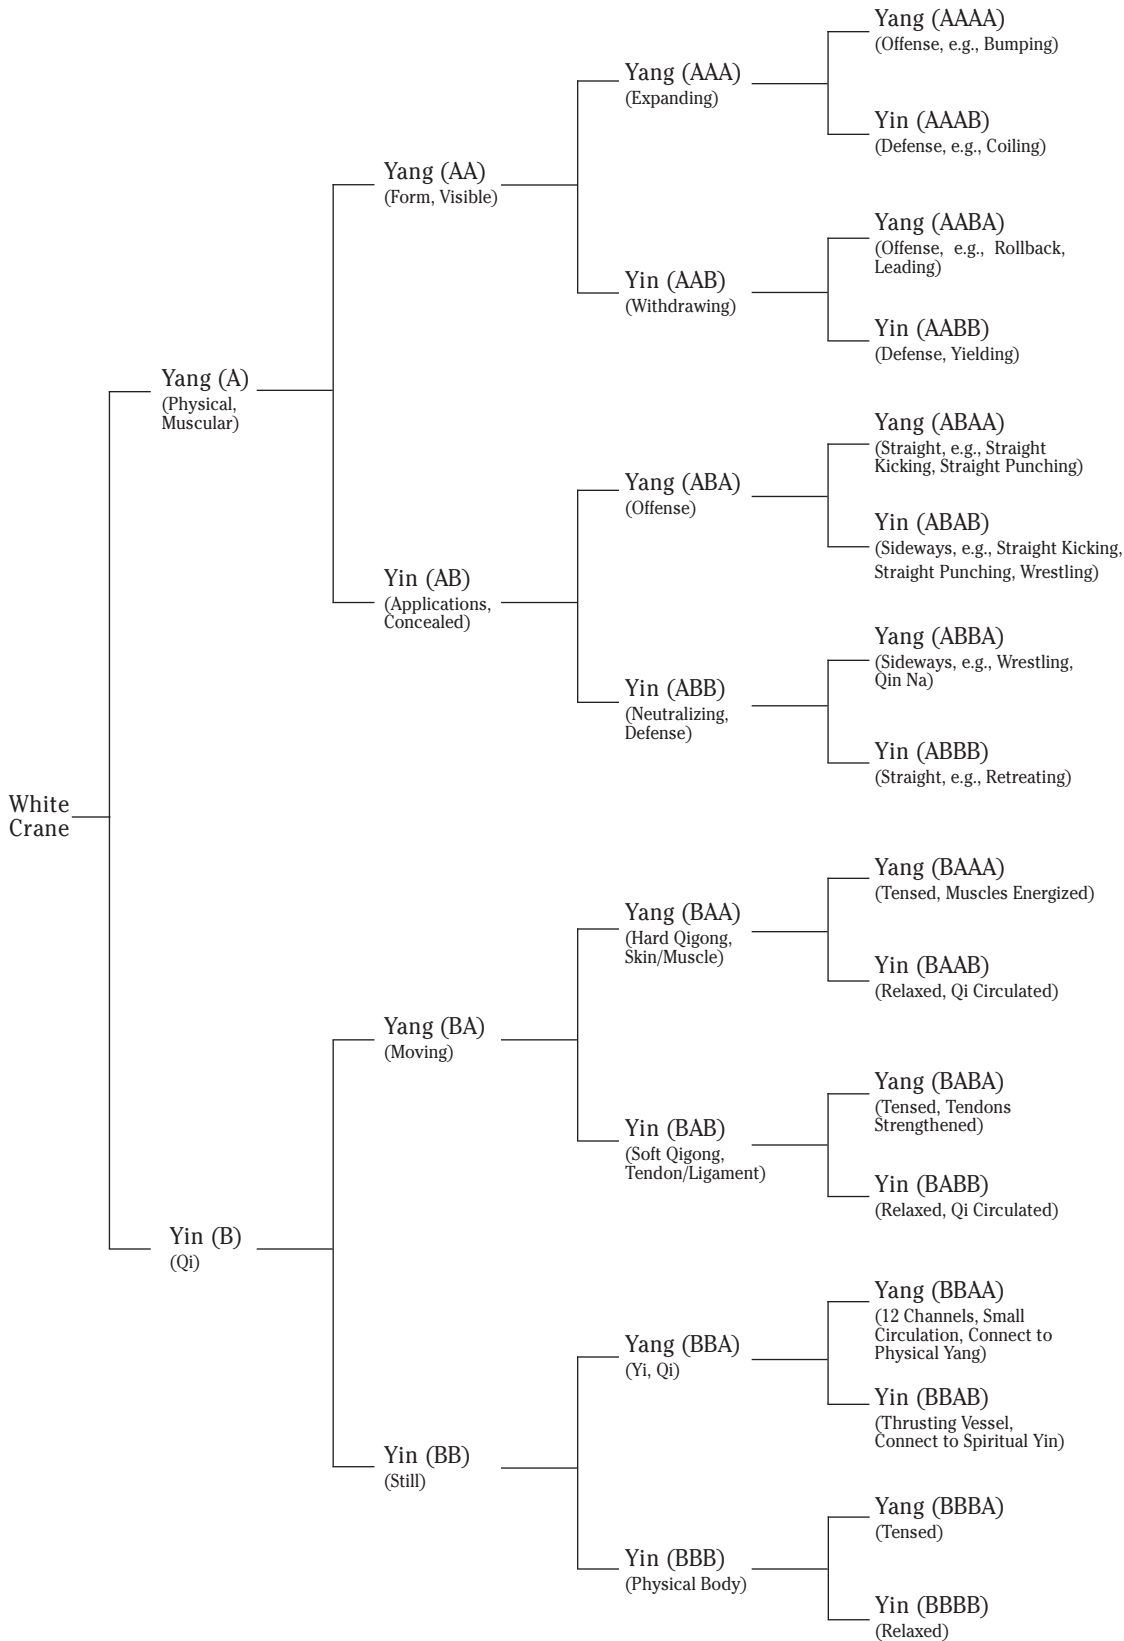 Yang (AAAA)
(Offense, e.g., Bumping)
Yang (AAA)
(Expanding)
Yin (AAAB)
(Defense, e.g., Coiling)
Yang (AA)
(Form, Visible)
Yang (AABA)
(Offense, e.g., Rollback,
Leading)
Yin (AAB)
(Withdrawing)
Yin (AABB)
(Defense, Yielding)
Yang (A)
(Physical,
Muscular)
Yang (ABAA)
(Straight, e.g., Straight
Kicking, Straight Punching)
Yang (ABA)
(Offense)
Yin (ABAB)
(Sideways, e.g., Straight Kicking,
Straight Punching, Wrestling)
Yin (AB)
(Applications,
Concealed)
Yang (ABBA)
(Sideways, e.g., Wrestling,
Qin Na)
Yin (ABB)
(Neutralizing,
Defense)
Yin (ABBB)
(Straight, e.g., Retreating)
White
Crane
Yang (BAAA)
(Tensed, Muscles Energized)
Yang (BAA)
(Hard Qigong,
Skin/Muscle)
Yin (BAAB)
(Relaxed, Qi Circulated)
Yang (BA)
(Moving)
Yang (BABA)
(Tensed, Tendons
Strengthened)
Yin (BAB)
(Soft Qigong,
Tendon/Ligament)
Yin (BABB)
(Relaxed, Qi Circulated)
Yin (B)
(Qi)
Yang (BBAA)
(12 Channels, Small
Circulation, Connect to
Physical Yang)
Yang (BBA)
(Yi, Qi)
Yin (BBAB)
(Thrusting Vessel,
Connect to Spiritual Yin)
Yin (BB)
(Still)
Yang (BBBA)
(Tensed)
Yin (BBB)
(Physical Body)
Yin (BBBB)
(Relaxed)